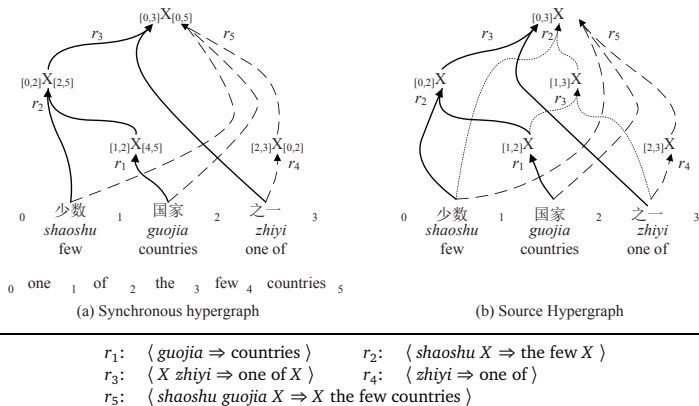 [0,3]X[0,5]
r3
r5
[0,2]X[2,5]
r2
[1,2]X[4,5]
[2,3]X[0,2]
r1
r4
少数 国家 之一
0 1 2 3
shaoshu guojia zhiyi
few countries one of
0 one 1 of 2 the 3 few 4 countries 5
(a) Synchronous hypergraph
[0,3]X
r3
r2
r5
[0,2]X
[1,3]X
r2
r3
[1,2]X
[2,3]X
r1
r4
少数 国家 之一
0 1 2 3
shaoshu guojia zhiyi
few countries one of
(b) Source Hypergraph
r1: ⟨ guojia ⇒ countries ⟩ r2: ⟨ shaoshu X ⇒ the few X ⟩
r3: ⟨ X zhiyi ⇒ one of X ⟩ r4: ⟨ zhiyi ⇒ one of ⟩
r5: ⟨ shaoshu guojia X ⇒ X the few countries ⟩